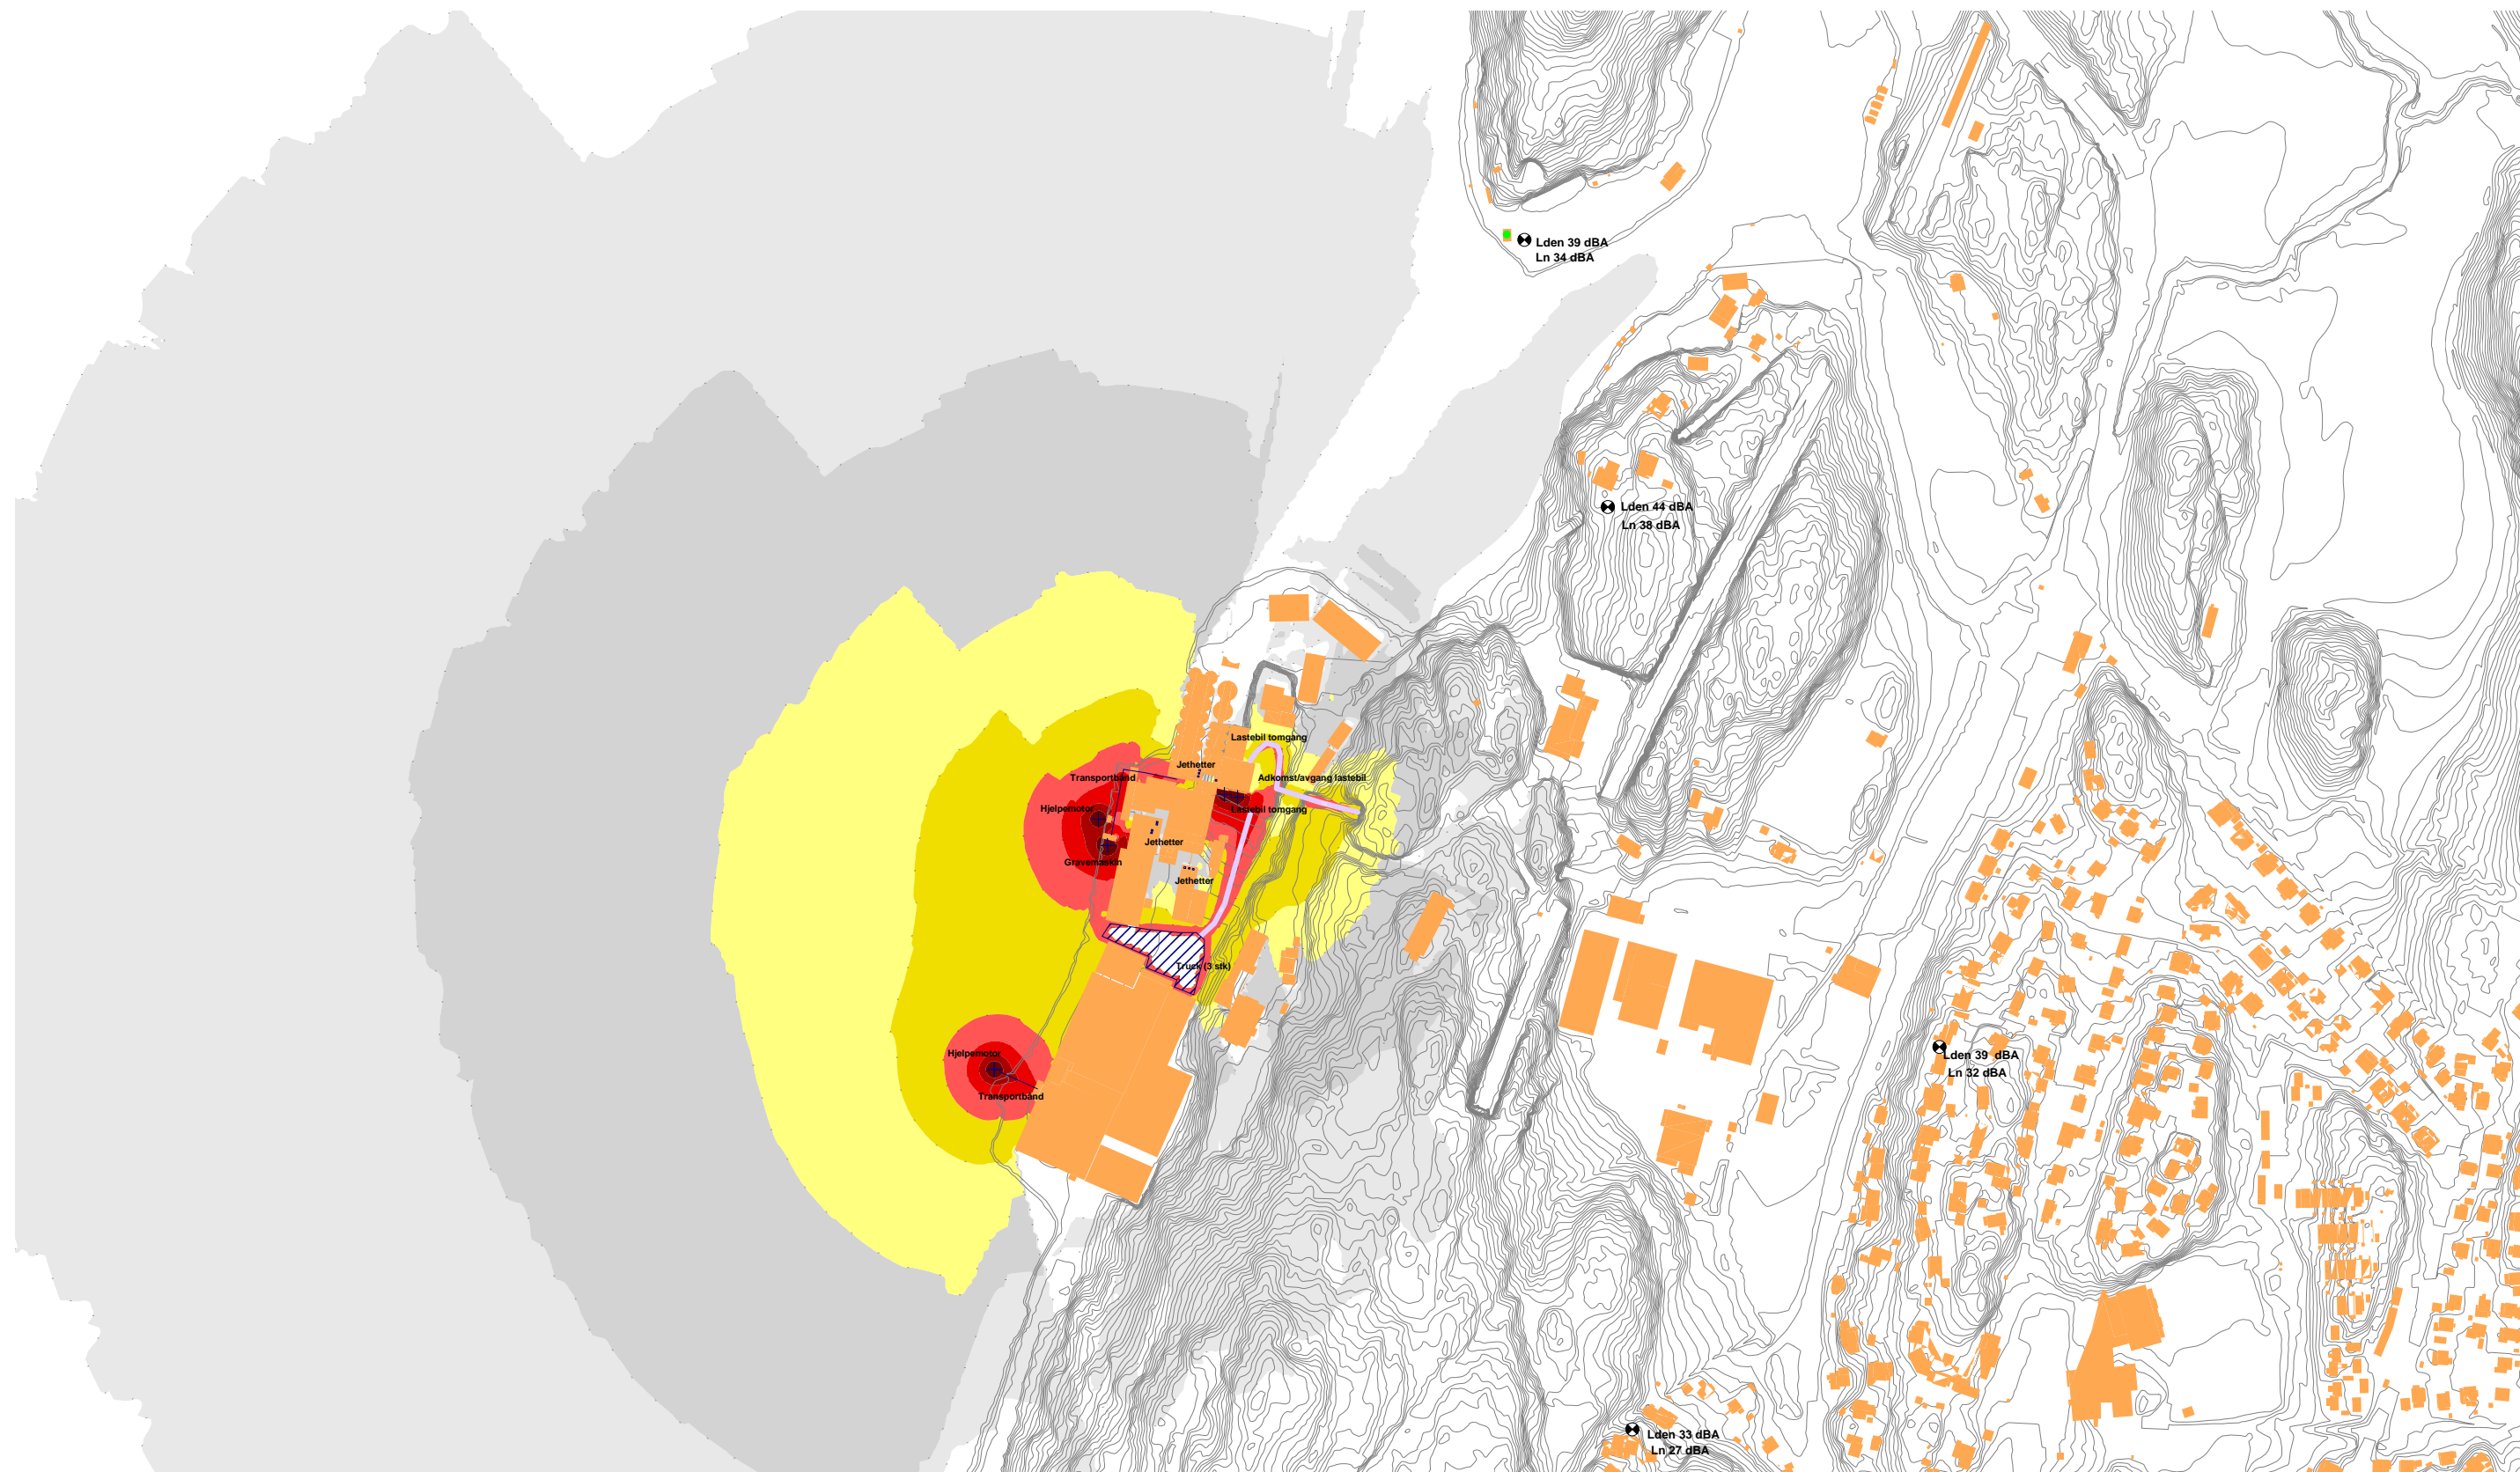 Lden 39 dBA
Ln 34 dBA
Lden 44 dBA
Ln 38 dBA
Lastebil tomgang
Jethetter
Transportbånd
Adkomst/avgang lastebil
Hjelpemotor
Lastebil tomgang
Jethetter
Gravemaskin
Jethetter
Truck (3 stk)
Hjelpemotor
Transportbånd
Lden 39 dBA
Ln 32 dBA
Lden 33 dBA
Ln 27 dBA